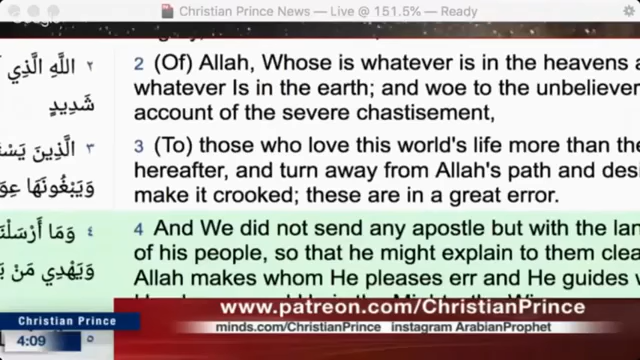 Christian Prince News — Live @ 151.5% — Ready
٢ اللَّهِ الَّذِي
شَدِيدٍ
2 (Of) Allah, Whose is whatever is in the heavens
whatever Is in the earth; and woe to the unbeliever
account of the severe chastisement,
٣ الَّذِينَ
وَيَبْغُونَهَا
3 (To) those who love this world's life more than the
hereafter, and turn away from Allah's path and
make it crooked; these are in a great error.
٤ وَمَا
وَيَهْدِي مَنْ
4 And We did not send any apostle but with the
of his people, so that he might explain to them
Allah makes whom He pleases err and He guides
٥
www.patreon.com/ChristianPrince
minds.com/ChristianPrince instagram ArabianProphet
Christian Prince
4:09